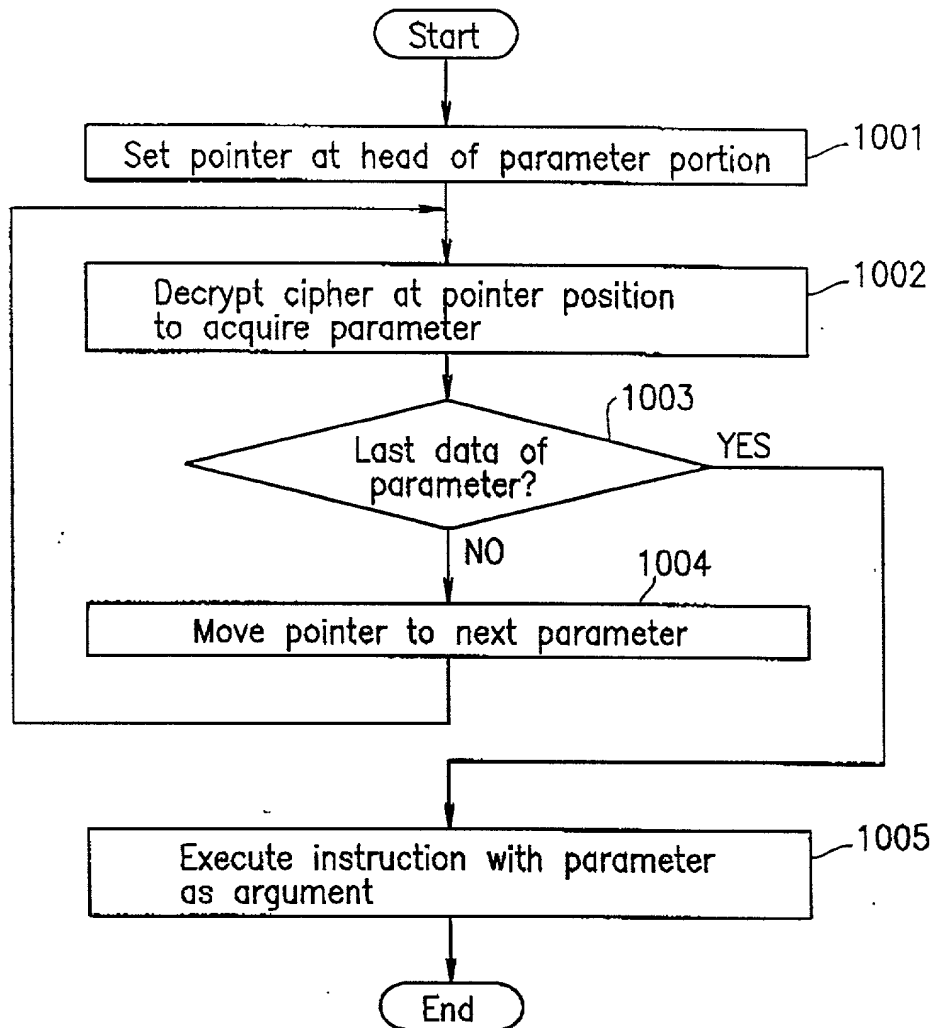 Start
Set pointer at head of parameter portion
1001
Decrypt cipher at pointer position
to acquire parameter
1002
1003
Last data of
parameter?
YES
NO
1004
Move pointer to next parameter
Execute instruction with parameter
as argument
1005
End